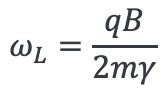 ω_L = qB / 2mγ